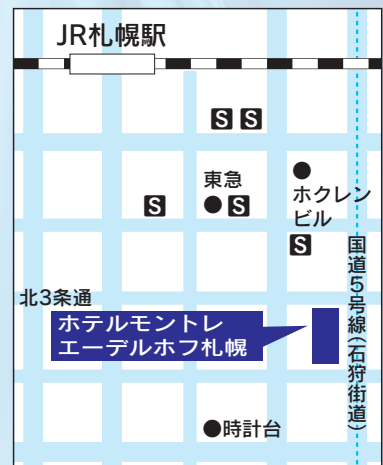 JR札幌駅
S S
東急
S
S
ホクレン
ビル
S
国道5号線(石狩街道)
北3条通
ホテルモントレ
エーデルホフ札幌
時計台